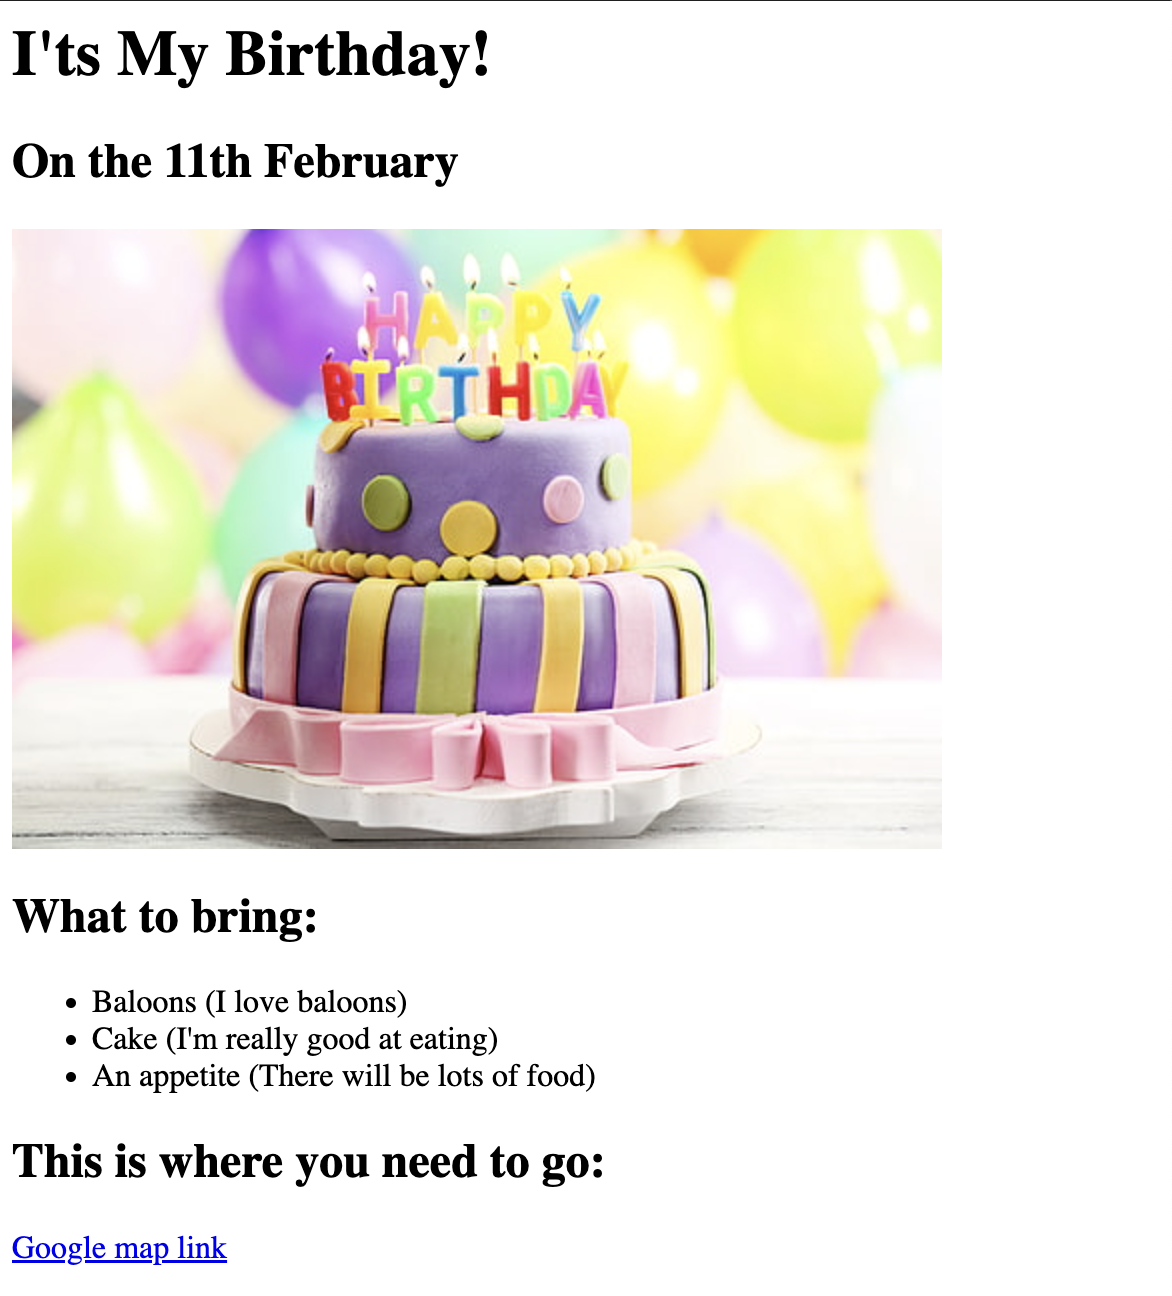 I'ts My Birthday!
On the 11th February
HAPPY
BIRTHDAY
What to bring:
Baloons (I love baloons)
Cake (I'm really good at eating)
An appetite (There will be lots of food)
This is where you need to go:
Google map link